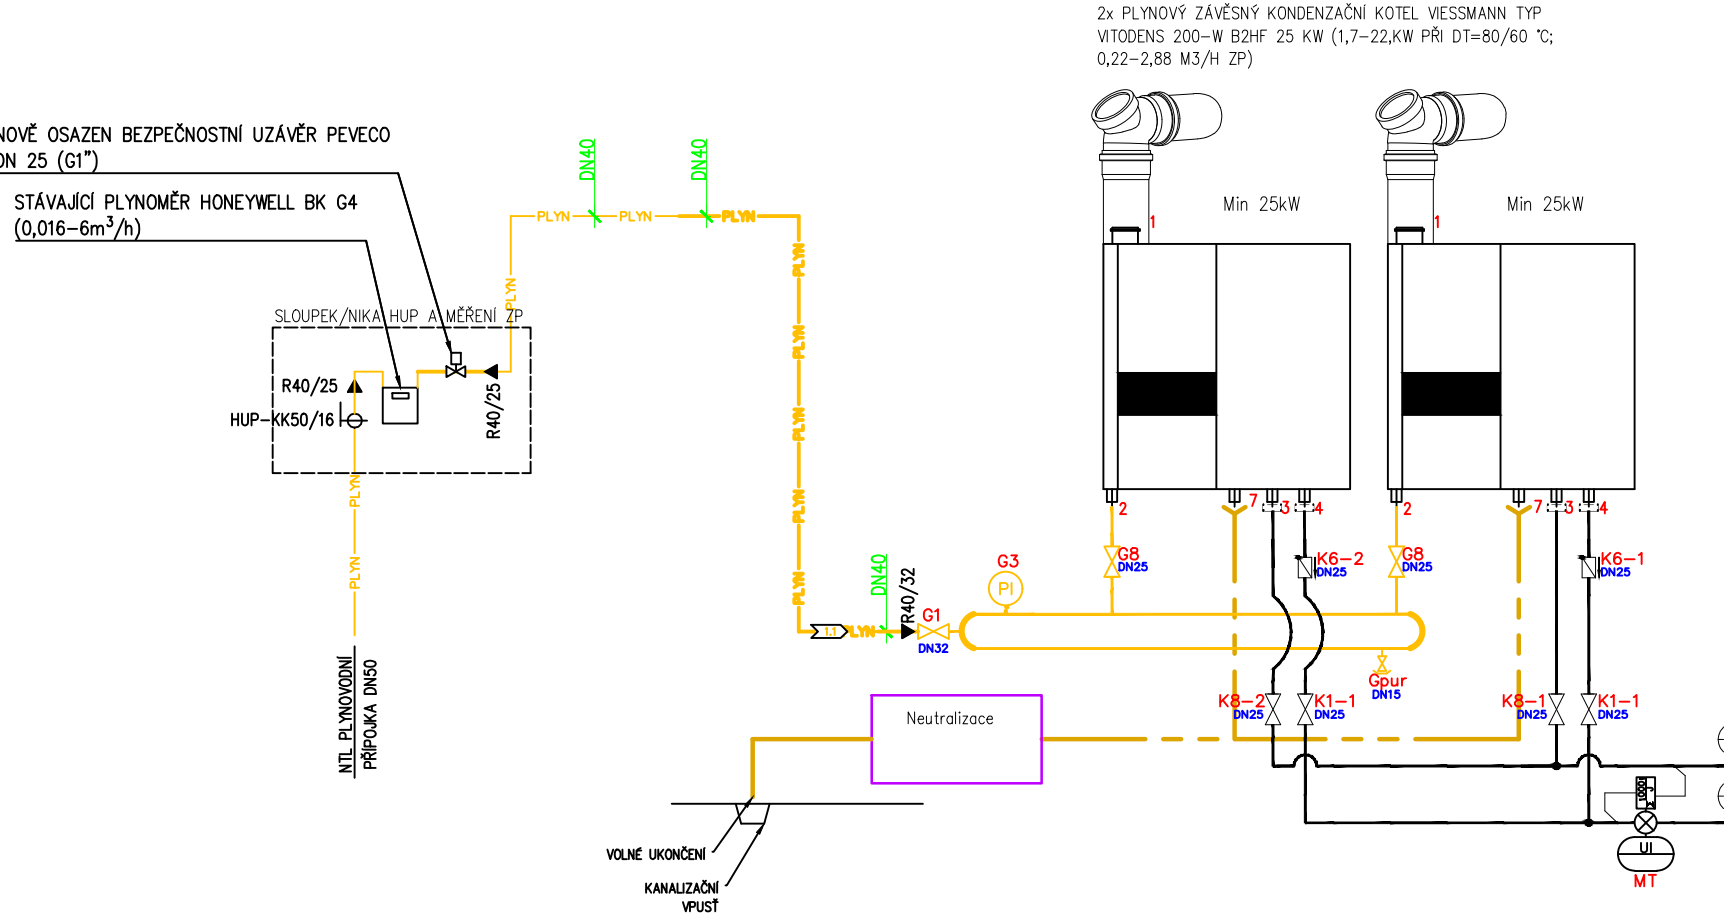 2x PLYNOVÝ ZÁVĚSNÝ KONDENZAČNÍ KOTEL VIESSMANN TYP
VITODENS 200-W B2HF 25 KW (1,7-22,KW PŘI DT=80/60 °C;
0,22-2,88 M3/H ZP)
NOVĚ OSAZEN BEZPEČNOSTNÍ UZÁVĚR PEVECO
DN 25 (G1")
STÁVAJÍCÍ PLYNOMĚR HONEYWELL BK G4
(0,016-6m³/h)
DN40
DN40
PLYN
PLYN
PLYN
Min 25kW
Min 25kW
1
1
PLYN
PLYN
SLOUPEK/NIKA HUP A MĚŘENÍ ZP
PLYN
R40/25
R40/25
HUP-KK50/16
PLYN
PLYN
PLYN
2
7
3
4
2
7
3
4
PLYN
PLYN
G8
DN25
K6-2
DN25
G8
DN25
K6-1
DN25
G3
PI
DN40
R40/32
1.1
PLYN
G1
DN32
NTL PLYNOVODNÍ
PŘÍPOJKA DN50
Gpur
DN15
K8-2
DN25
K1-1
DN25
K8-1
DN25
K1-1
DN25
Neutralizace
1000l
J
M
UI
MT
VOLNÉ UKONČENÍ
KANALIZAČNÍ
VPUSŤ